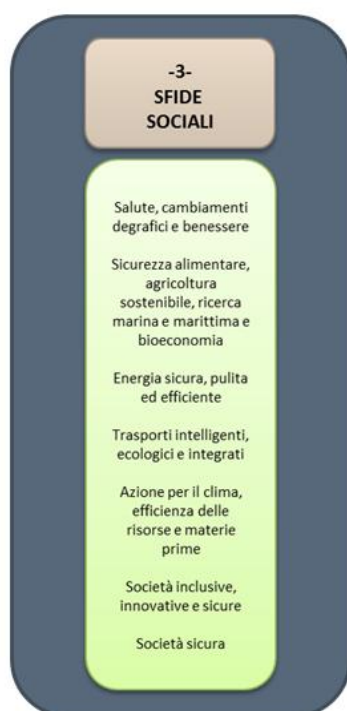 -3-
SFIDE
SOCIALI
Salute, cambiamenti
degrafici e benessere
Sicurezza alimentare,
agricoltura
sostenibile, ricerca
marina e marittima e
bioeconomia
Energia sicura, pulita
ed efficiente
Trasporti intelligenti,
ecologici e integrati
Azione per il clima,
efficienza delle
risorse e materie
prime
Società inclusive,
innovative e sicure
Società sicura